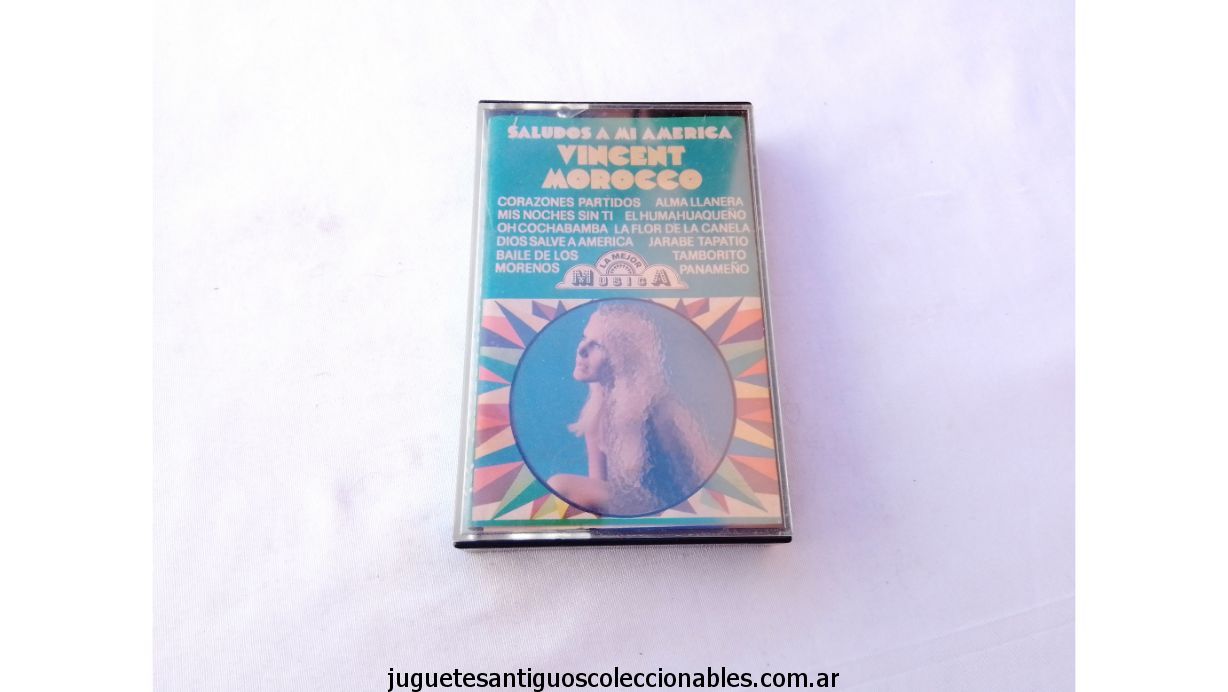 SALUDOS A MI AMERICA
VINCENT
MOROCCO
CORAZONES PARTIDOS ALMA LLANERA
MIS NOCHES SIN TI EL HUMAHUAQUEÑO
OH COCHABAMBA LA FLOR DE LA CANELA
DIOS SALVE A AMERICA JARABE TAPATIO
BAILE DE LOS TAMBORITO
MORENOS PANAMEÑO
LA MEJOR
MUSICA
juguetesantiguoscoleccionables.com.ar